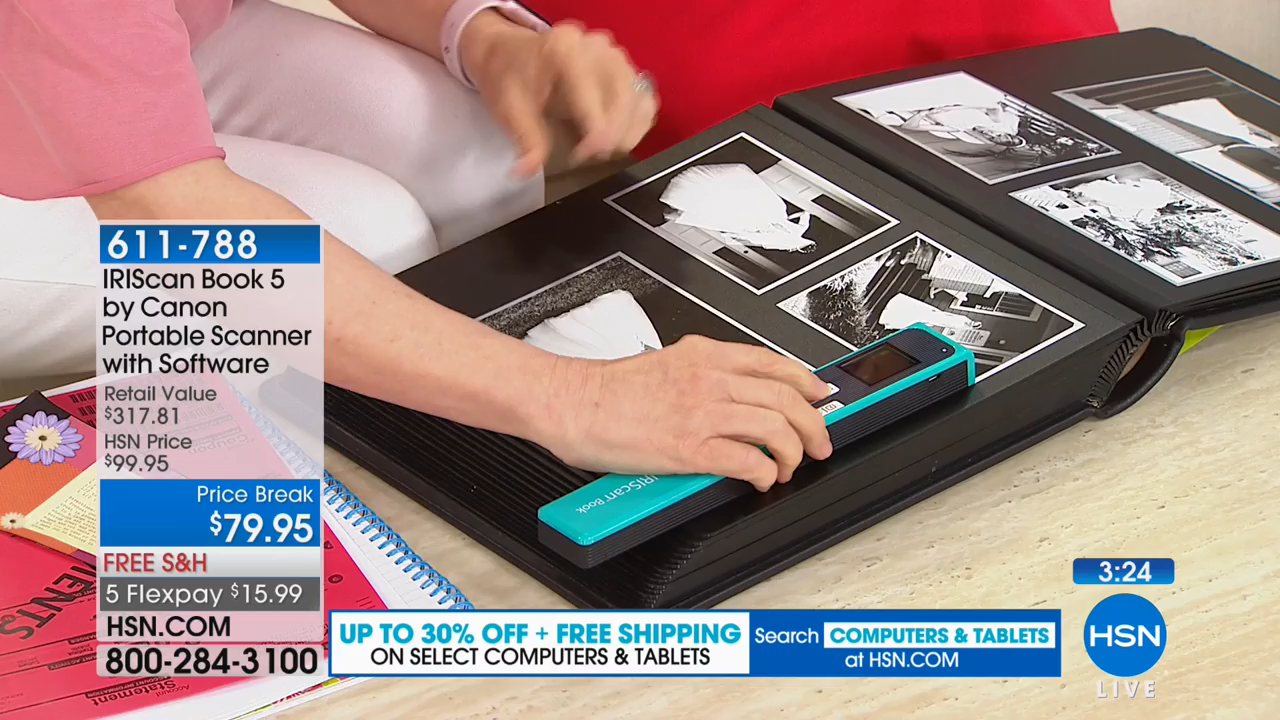 611-788
IRIScan Book 5
by Canon
Portable Scanner
with Software
Retail Value
$317.81
HSN Price
$99.95
Price Break
$79.95
FREE S&H
5 Flexpay $15.99
HSN.COM
800-284-3100
UP TO 30% OFF + FREE SHIPPING
ON SELECT COMPUTERS & TABLETS
Search COMPUTERS & TABLETS
at HSN.COM
3:24
HSN
LIVE
IRIScan Book
Statement
Account